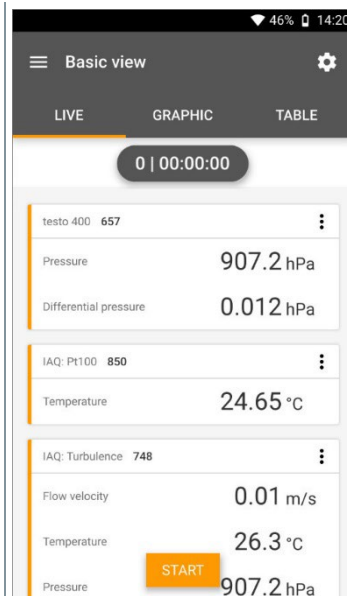 46% 14:20
Basic view
LIVE GRAPHIC TABLE
0 | 00:00:00
testo 400 657
Pressure 907.2 hPa
Differential pressure 0.012 hPa
IAQ: Pt100 850
Temperature 24.65 °C
IAQ: Turbulence 748
Flow velocity 0.01 m/s
Temperature 26.3 °C
START
Pressure 907.2 hPa